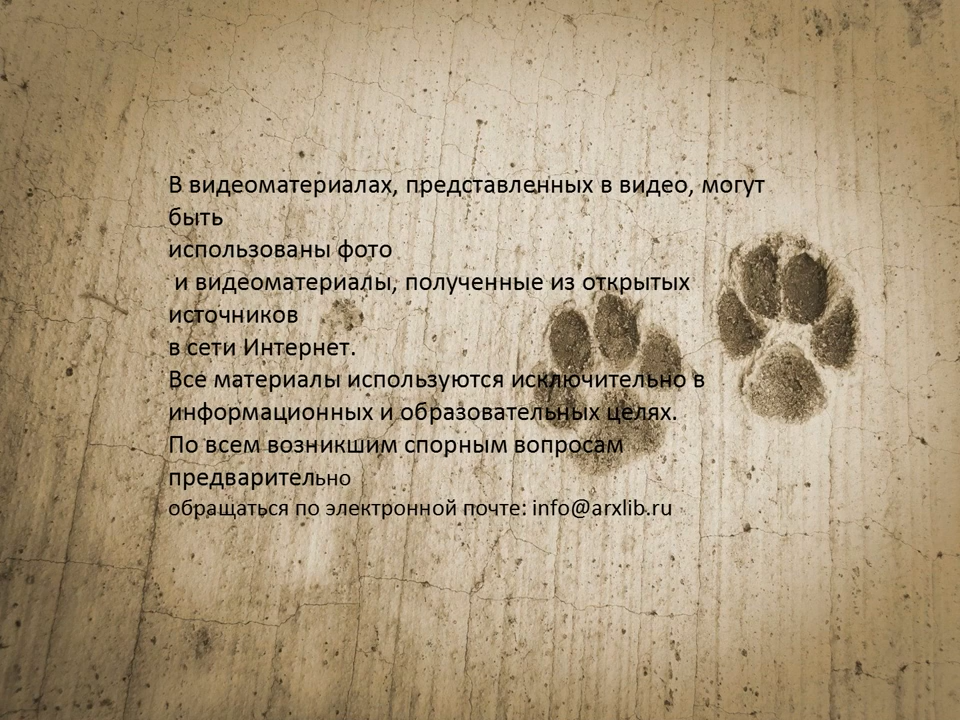 В видеоматериалах, представленных в видео, могут
быть
использованы фото
и видеоматериалы, полученные из открытых
источников
в сети Интернет.
Все материалы используются исключительно в
информационных и образовательных целях.
По всем возникшим спорным вопросам
предварительно
обращаться по электронной почте: info@arxlib.ru